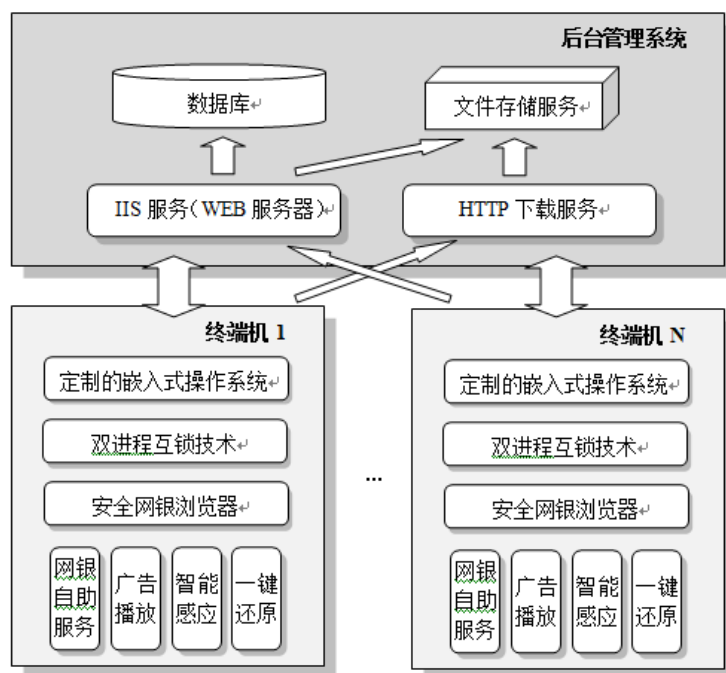 后台管理系统
数据库
文件存储服务
IIS 服务（WEB 服务器）
HTTP 下载服务
终端机 1
定制的嵌入式操作系统
双进程互锁技术
安全网银浏览器
网银
自助
服务
广告
播放
智能
感应
一键
还原
...
终端机 N
定制的嵌入式操作系统
双进程互锁技术
安全网银浏览器
网银
自助
服务
广告
播放
智能
感应
一键
还原